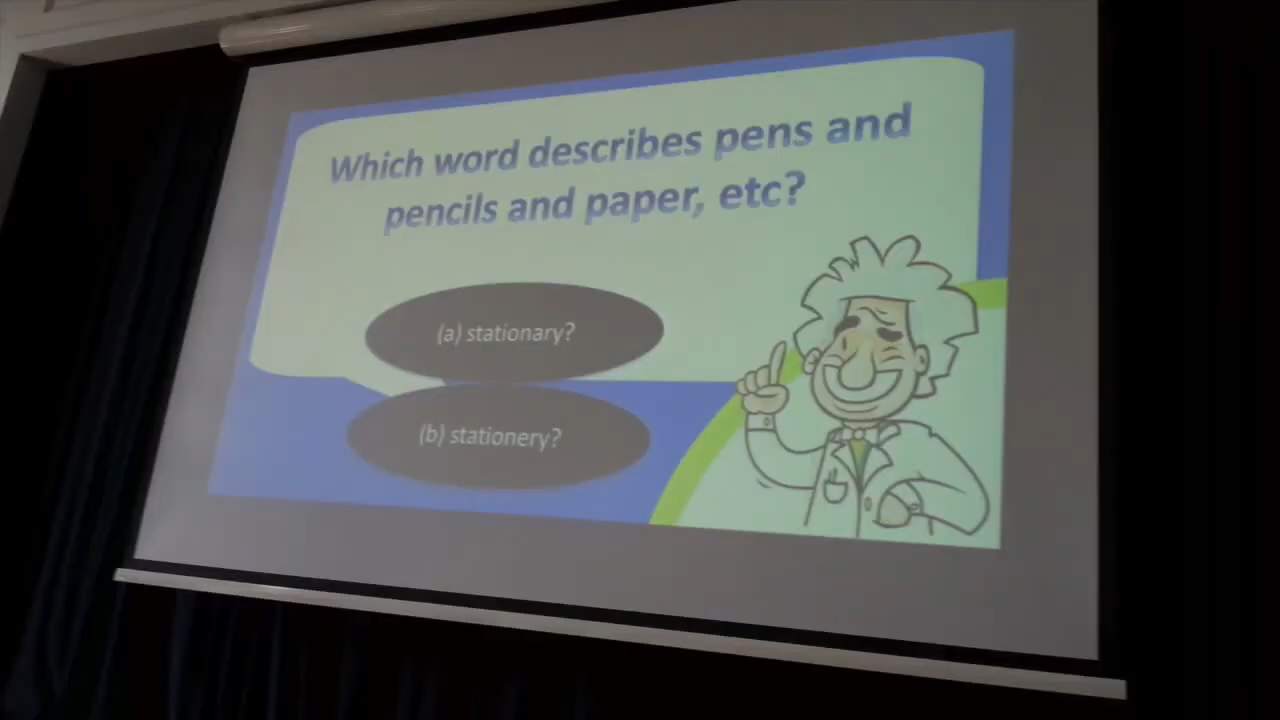 Which word describes pens and
pencils and paper, etc?
(a) stationary?
(b) stationery?